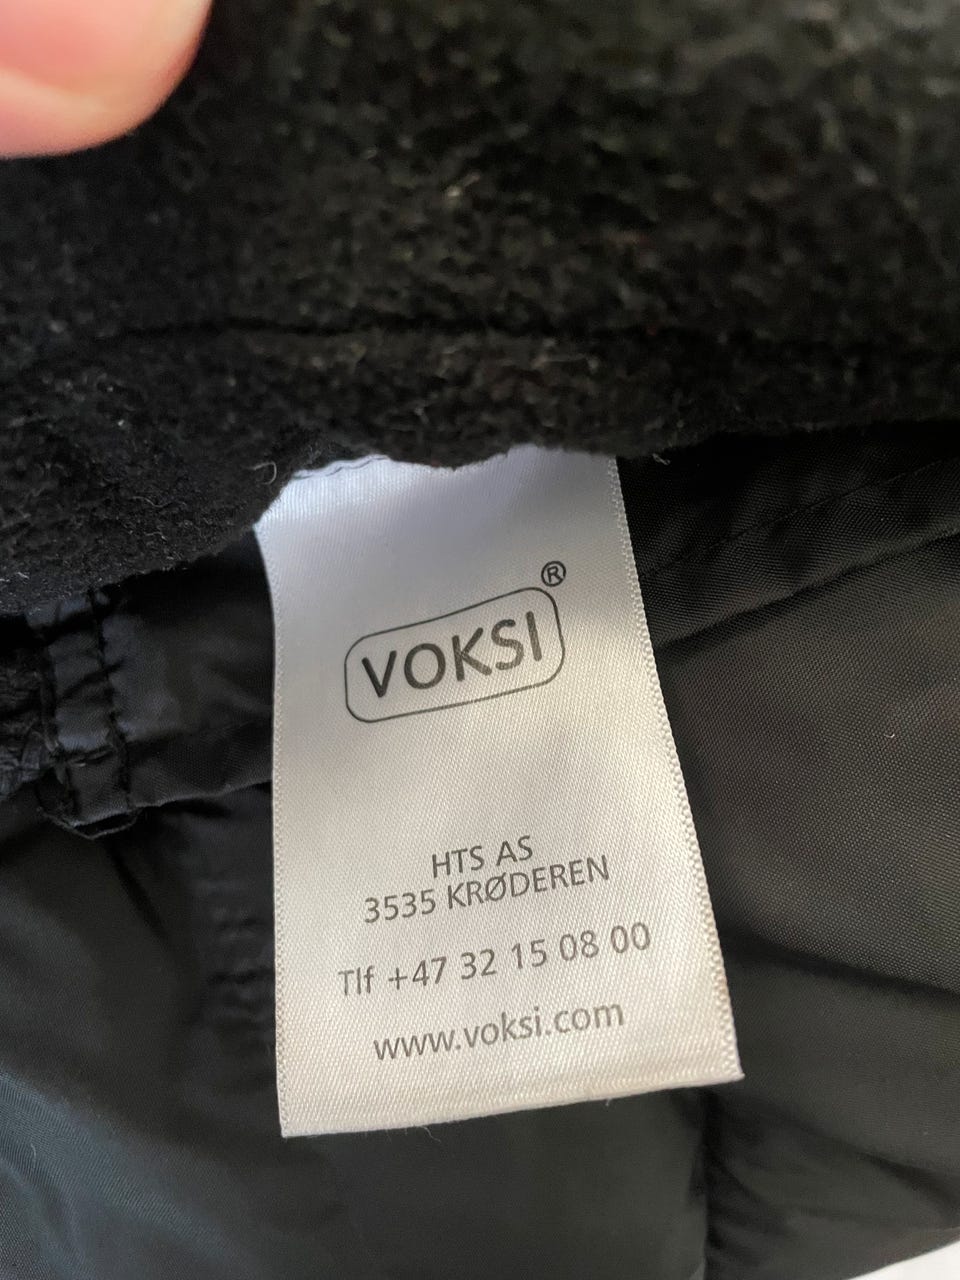 VOKSI®
HTS AS
3535 KRØDEREN
Tlf +47 32 15 08 00
www.voksi.com